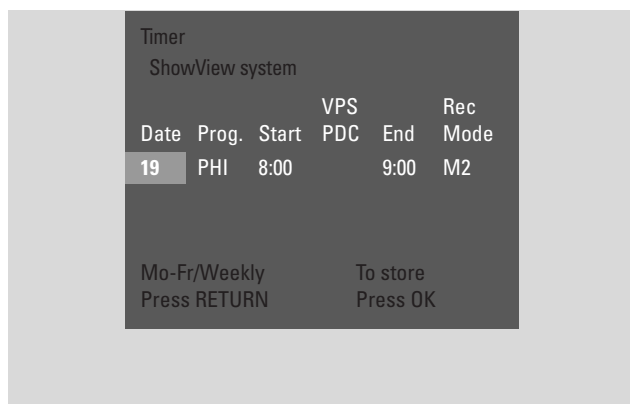 Timer
ShowView system
VPS Rec
Date Prog. Start PDC End Mode
19 PHI 8:00 9:00 M2
Mo-Fr/Weekly To store
Press RETURN Press OK